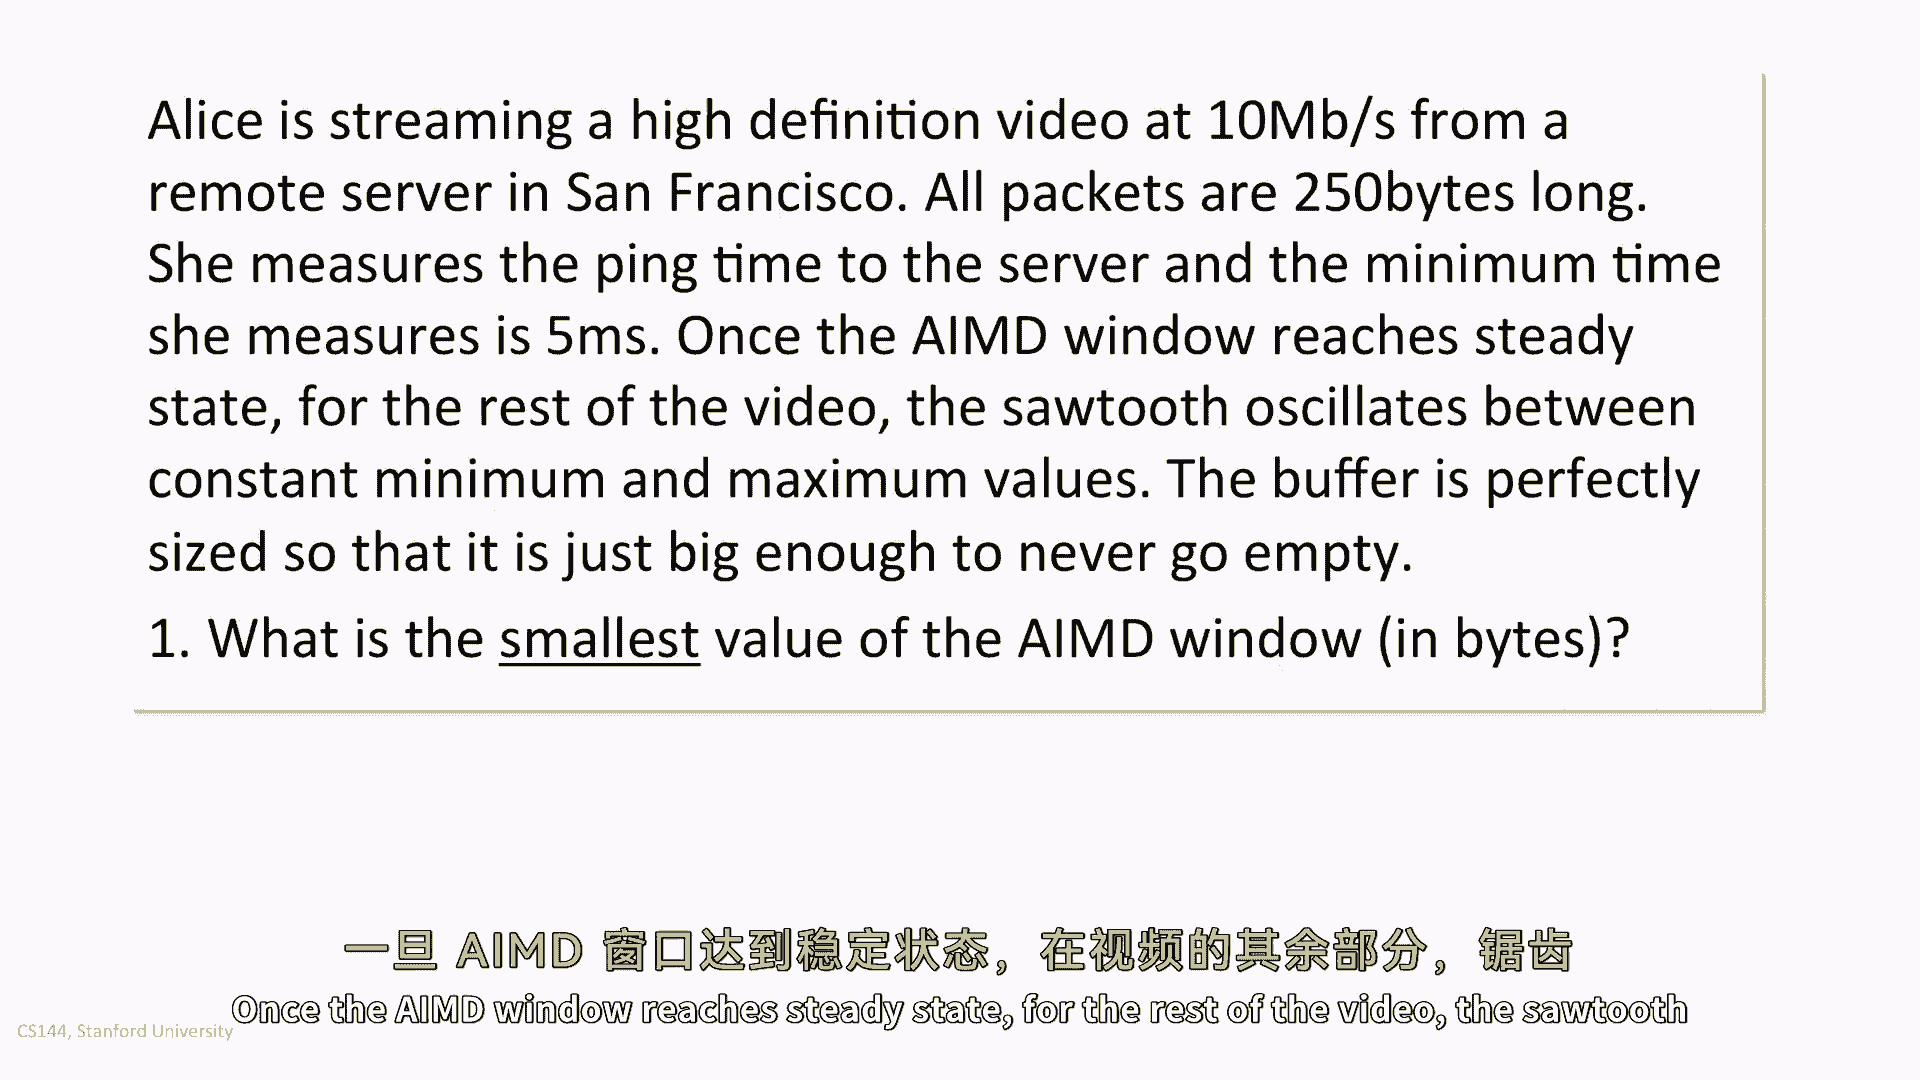 Alice is streaming a high definition video at 10Mb/s from a
remote server in San Francisco. All packets are 250bytes long.
She measures the ping time to the server and the minimum time
she measures is 5ms. Once the AIMD window reaches steady
state, for the rest of the video, the sawtooth oscillates between
constant minimum and maximum values. The buffer is perfectly
sized so that it is just big enough to never go empty.
1. What is the smallest value of the AIMD window (in bytes)?
一旦 AIMD 窗口达到稳定状态，在视频的其余部分，锯齿
Once the AIMD window reaches steady state, for the rest of the video, the sawtooth
CS144, Stanford University